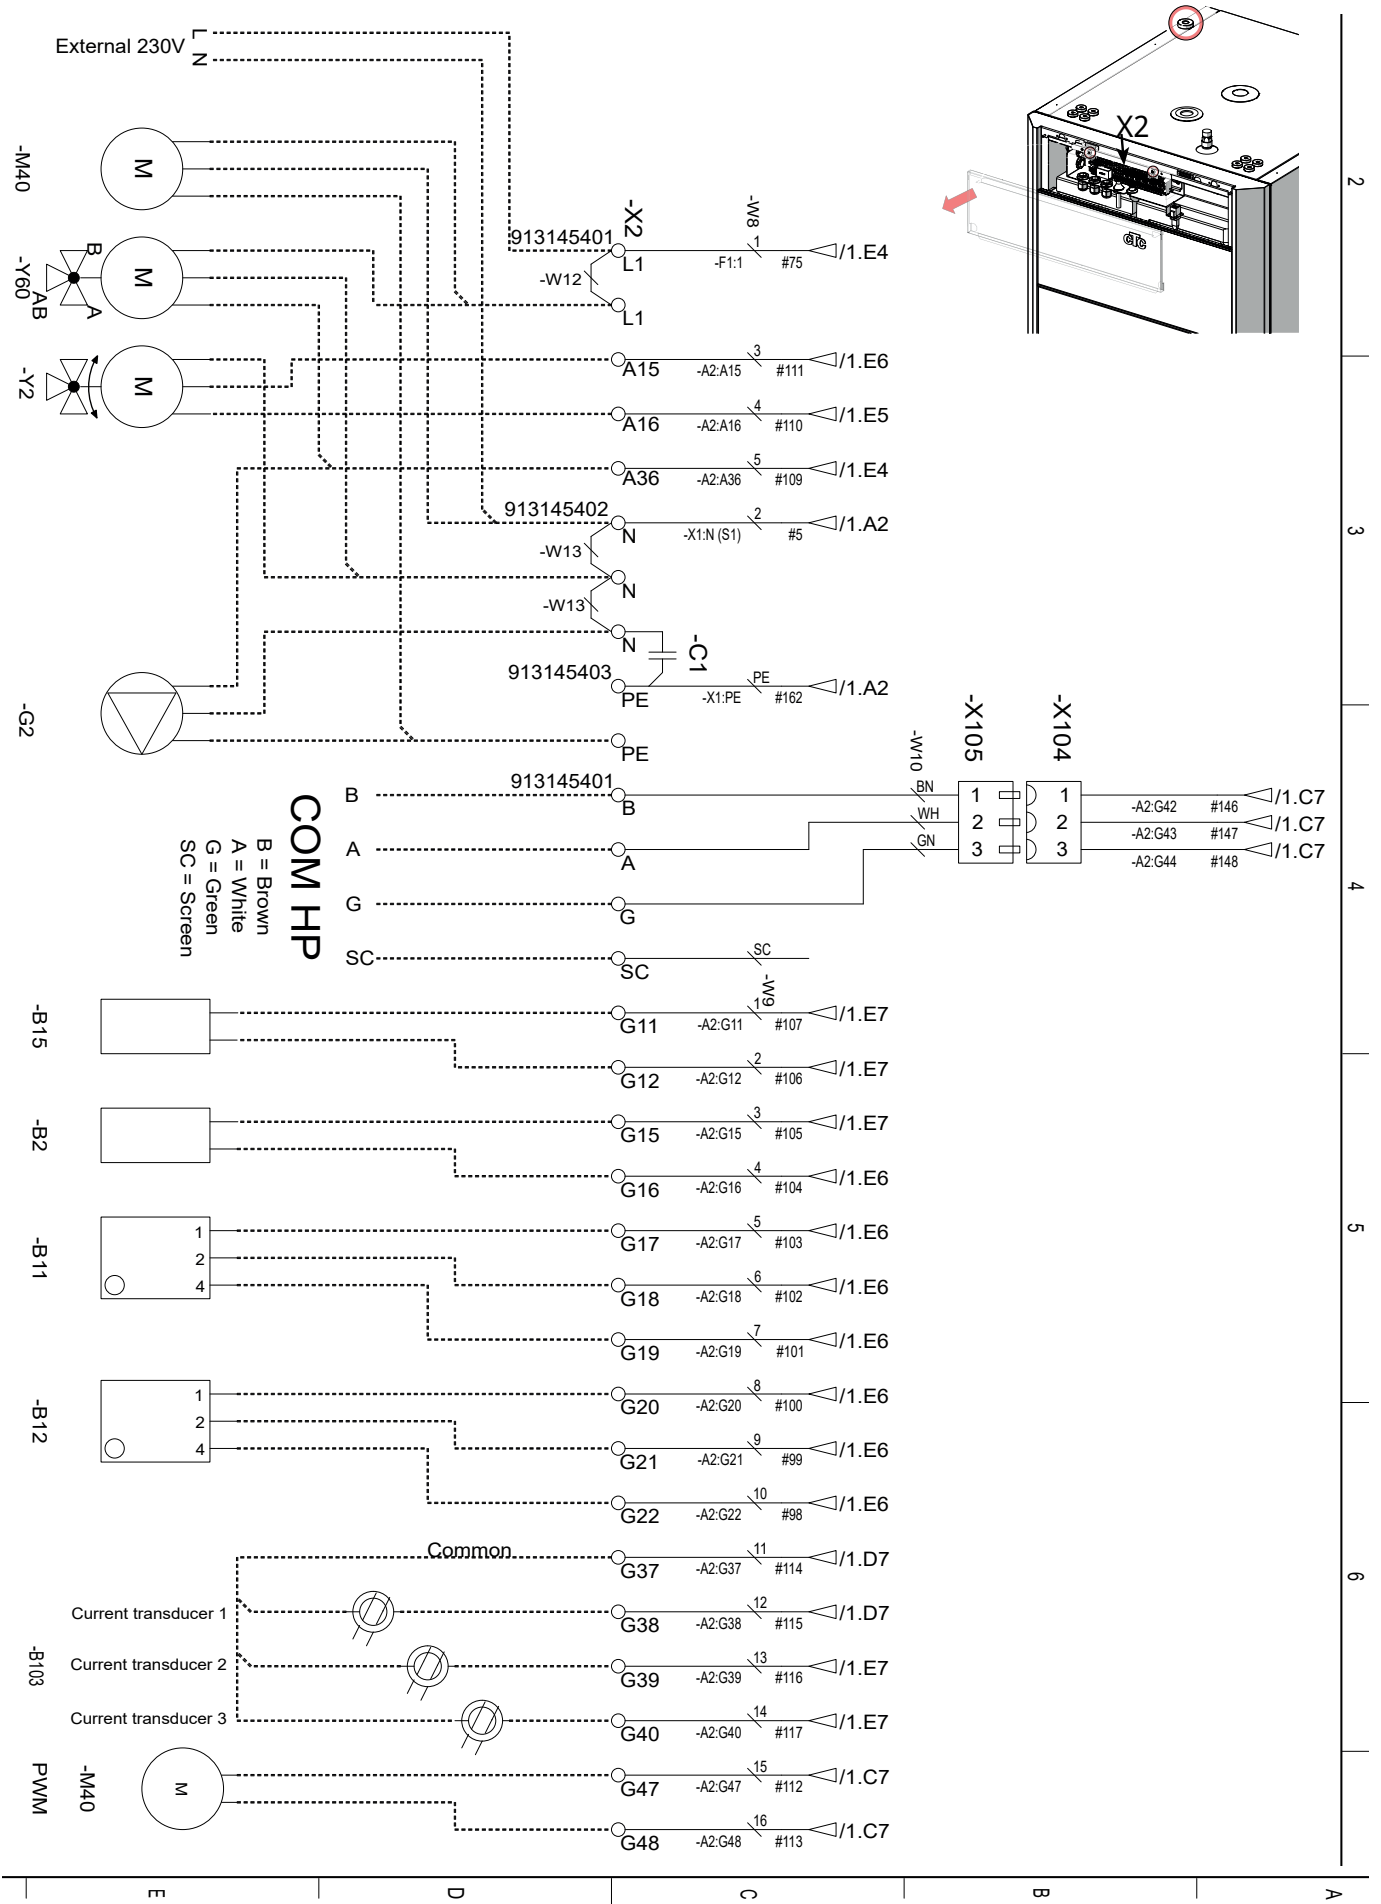 External 230V
L
N
-M40
M
-Y60
B
A
AB
M
-Y2
M
-G2
X2
cTc
-X2
-W8
913145401
L1
-W12
-F1:1
1
#75
/1.E4
L1
A15
-A2:A15
3
#111
/1.E6
A16
-A2:A16
4
#110
/1.E5
A36
-A2:A36
5
#109
/1.E4
913145402
N
-X1:N (S1)
2
#5
/1.A2
-W13
N
-W13
N
-C1
913145403
PE
-X1:PE
PE
#162
/1.A2
PE
-X105
-X104
-W10
913145401
B
B
BN
1
1
-A2:G42
#146
/1.C7
A
A
WH
2
2
-A2:G43
#147
/1.C7
G
G
GN
3
3
-A2:G44
#148
/1.C7
SC
SC
SC
COM HP
B = Brown
A = White
G = Green
SC = Screen
-W9
-B15
G11
-A2:G11
1
#107
/1.E7
G12
-A2:G12
2
#106
/1.E7
-B2
G15
-A2:G15
3
#105
/1.E7
G16
-A2:G16
4
#104
/1.E6
-B11
1
2
4
G17
-A2:G17
5
#103
/1.E6
G18
-A2:G18
6
#102
/1.E6
G19
-A2:G19
7
#101
/1.E6
-B12
1
2
4
G20
-A2:G20
8
#100
/1.E6
G21
-A2:G21
9
#99
/1.E6
G22
-A2:G22
10
#98
/1.E6
Common
G37
-A2:G37
11
#114
/1.D7
-B103
Current transducer 1
G38
-A2:G38
12
#115
/1.D7
Current transducer 2
G39
-A2:G39
13
#116
/1.E7
Current transducer 3
G40
-A2:G40
14
#117
/1.E7
PWM
-M40
M
G47
-A2:G47
15
#112
/1.C7
G48
-A2:G48
16
#113
/1.C7
2
3
4
5
6
E
D
C
B
A